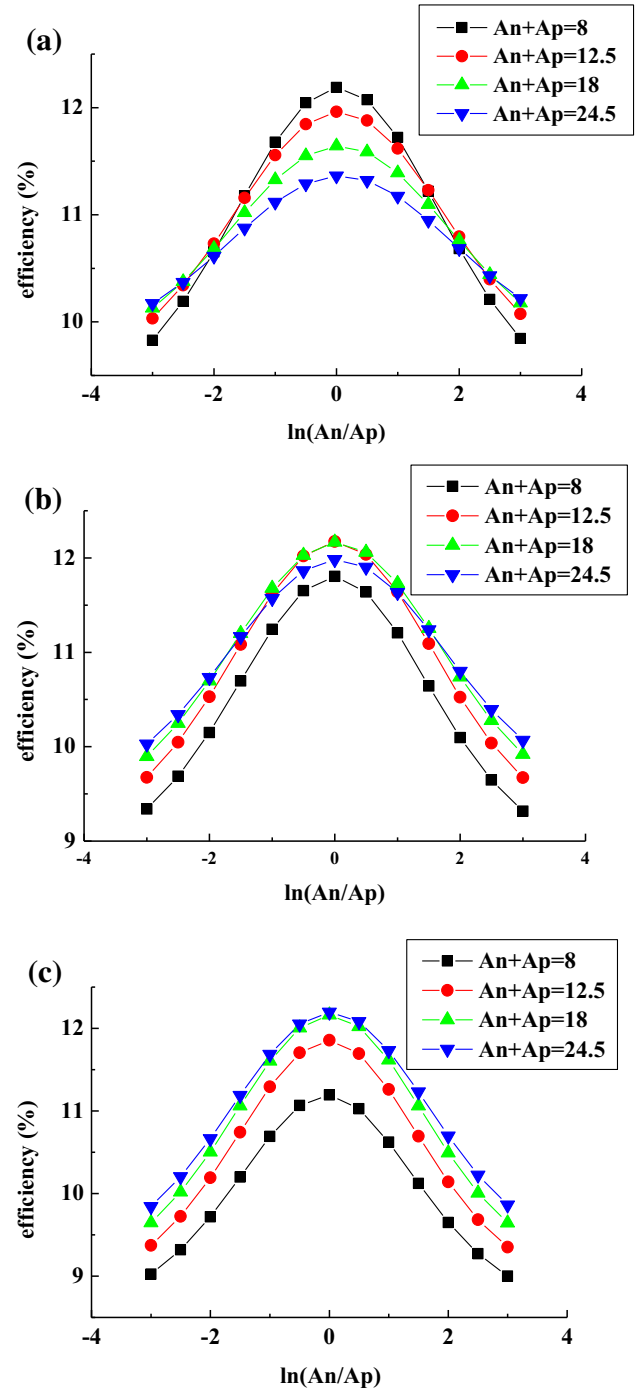 (a)
An+Ap=8
An+Ap=12.5
An+Ap=18
An+Ap=24.5
12
11
10
efficiency (%)
-4 -2 0 2 4
ln(An/Ap)
(b)
An+Ap=8
An+Ap=12.5
An+Ap=18
An+Ap=24.5
12
11
10
9
efficiency (%)
-4 -2 0 2 4
ln(An/Ap)
(c)
An+Ap=8
An+Ap=12.5
An+Ap=18
An+Ap=24.5
12
11
10
9
efficiency (%)
-4 -2 0 2 4
ln(An/Ap)